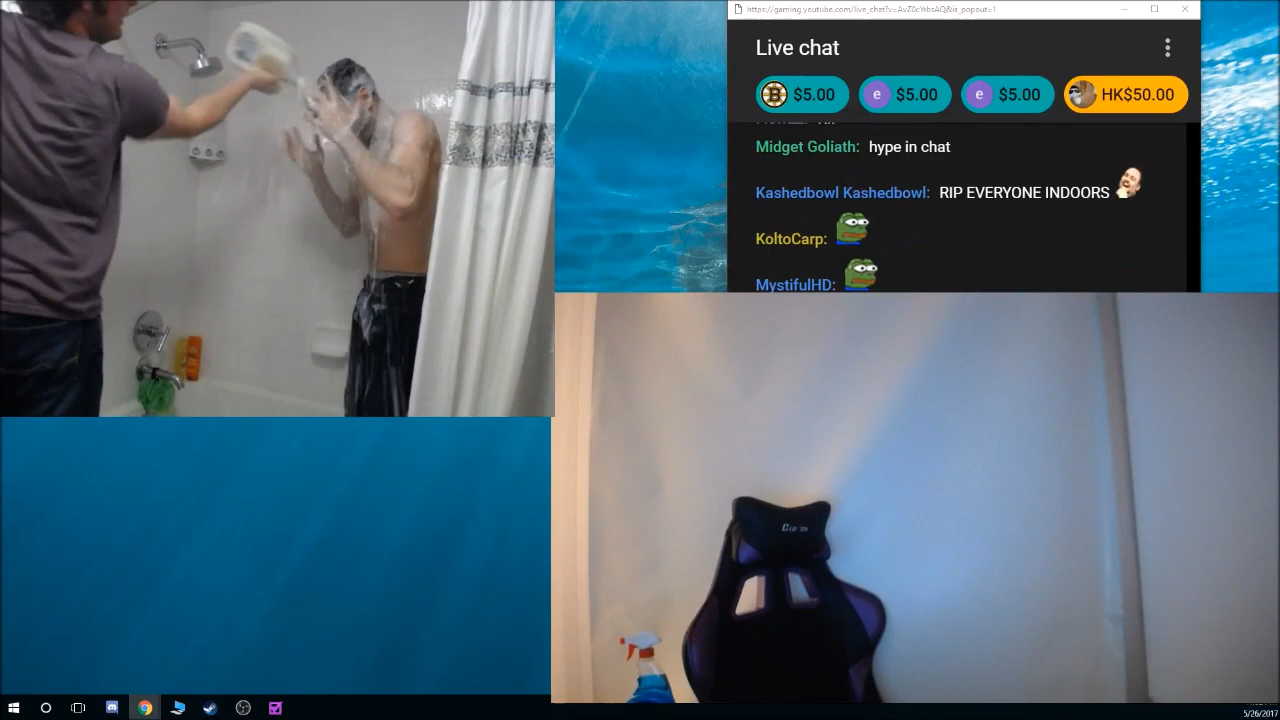 https://gaming.youtube.com/live_chat?v=AvZ0cYrbsAQ&is_popout=1
Live chat
$5.00
e $5.00
e $5.00
HK$50.00
Midget Goliath: hype in chat
Kashedbowl Kashedbowl: RIP EVERYONE INDOORS
KoltoCarp:
MystifulHD:
5/26/2017